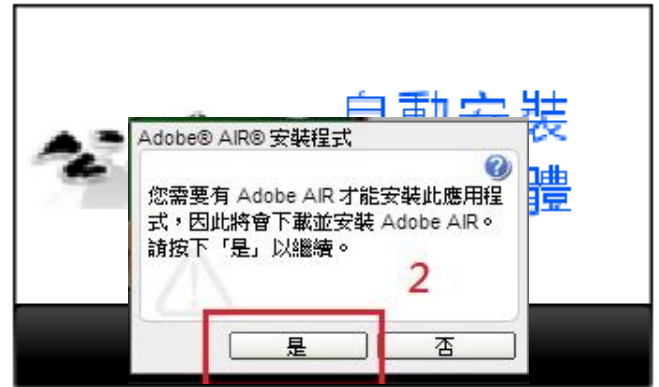 自動安裝
體
Adobe® AIR® 安裝程式
您需要有 Adobe AIR 才能安裝此應用程
式，因此將會下載並安裝 Adobe AIR。
請按下「是」以繼續。
2
是 否